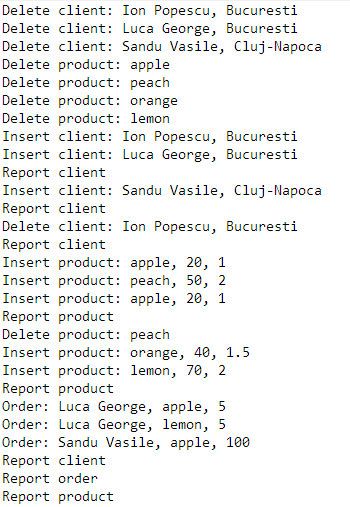 Delete client: Ion Popescu, Bucuresti
Delete client: Luca George, Bucuresti
Delete client: Sandu Vasile, Cluj-Napoca
Delete product: apple
Delete product: peach
Delete product: orange
Delete product: lemon
Insert client: Ion Popescu, Bucuresti
Insert client: Luca George, Bucuresti
Report client
Insert client: Sandu Vasile, Cluj-Napoca
Report client
Delete client: Ion Popescu, Bucuresti
Report client
Insert product: apple, 20, 1
Insert product: peach, 50, 2
Insert product: apple, 20, 1
Report product
Delete product: peach
Insert product: orange, 40, 1.5
Insert product: lemon, 70, 2
Report product
Order: Luca George, apple, 5
Order: Luca George, lemon, 5
Order: Sandu Vasile, apple, 100
Report client
Report order
Report product